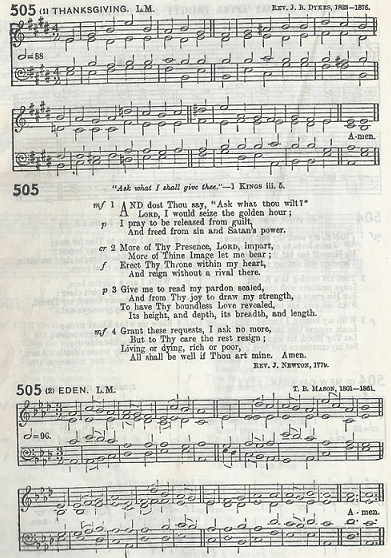 505 (1) THANKSGIVING. L.M. REV. J. B. DYKES, 1823—1876.
=88
A-men.
505
"Ask what I shall give thee."—1 KINGS iii. 5.
mf 1 AND dost Thou say, "Ask what thou wilt?"
LORD, I would seize the golden hour;
p I pray to be released from guilt,
And freed from sin and Satan's power.
cr 2 More of Thy Presence, LORD, impart,
More of Thine Image let me bear;
f Erect Thy Throne within my heart,
And reign without a rival there.
p 3 Give me to read my pardon sealed,
And from Thy joy to draw my strength,
To have Thy boundless Love revealed,
Its height, and depth, its breadth, and length.
mf 4 Grant these requests, I ask no more,
But to Thy care the rest resign;
Living or dying, rich or poor,
All shall be well if Thou art mine. Amen.
REV. J. NEWTON, 1779.
505 (2) EDEN. L.M. T. B. MASON, 1801—1861.
=96.
A - men.